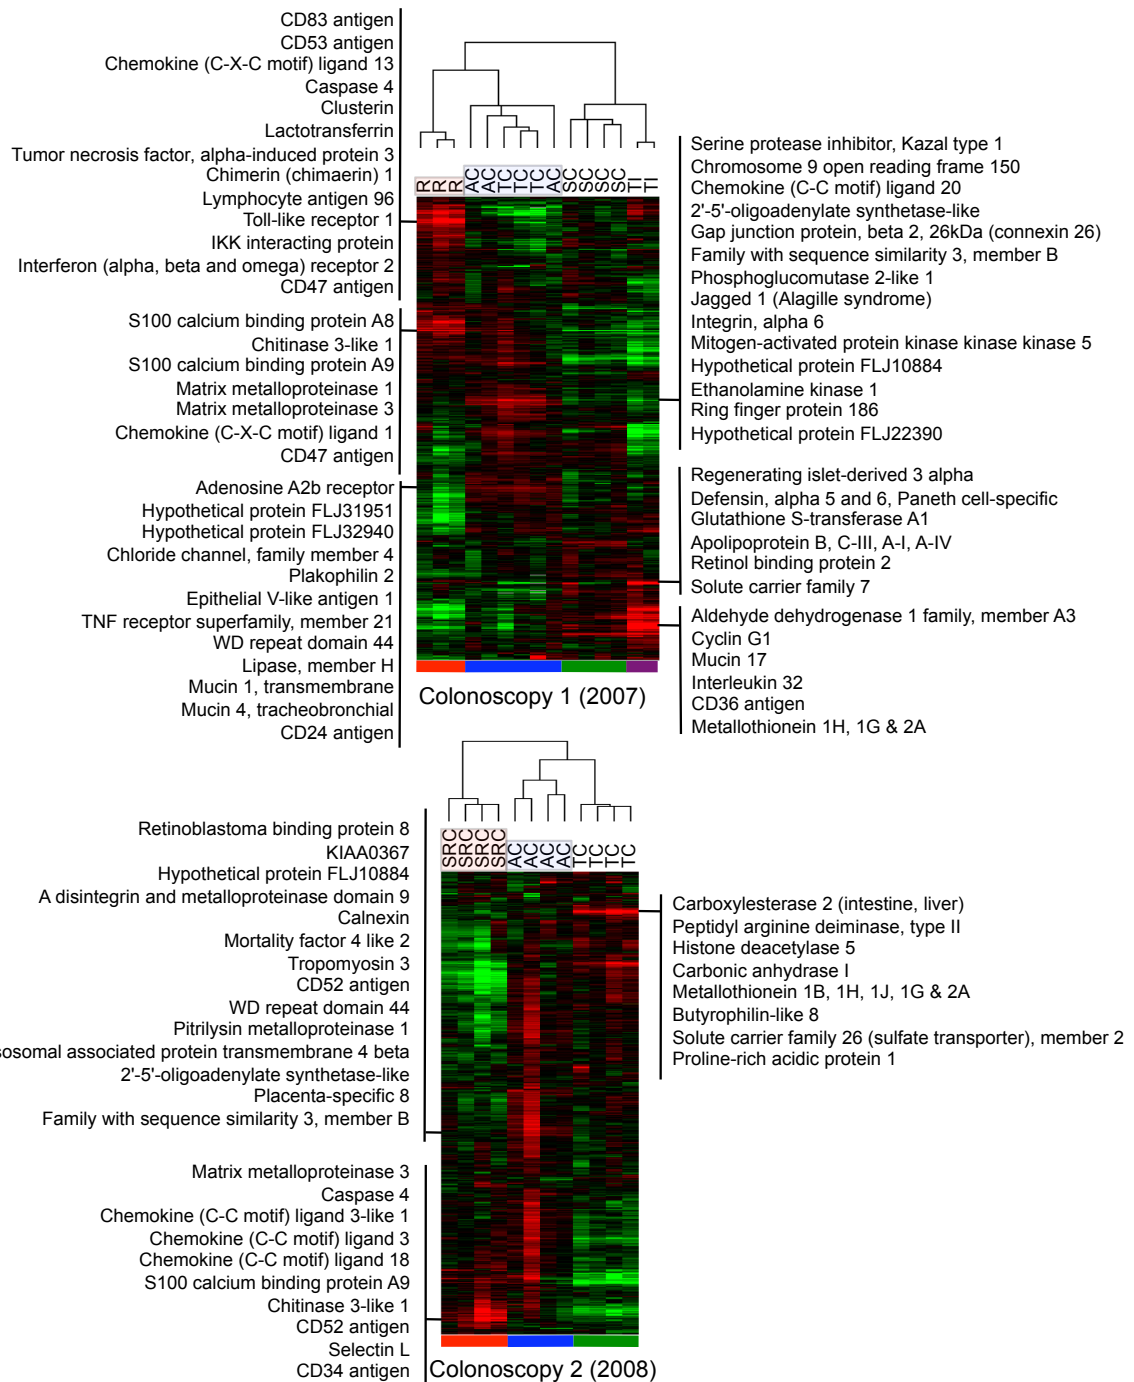 CD83 antigen
CD53 antigen
Chemokine (C-X-C motif) ligand 13
Caspase 4
Clusterin
Lactotransferrin
Tumor necrosis factor, alpha-induced protein 3
Chimerin (chimaerin) 1
Lymphocyte antigen 96
Toll-like receptor 1
IKK interacting protein
Interferon (alpha, beta and omega) receptor 2
CD47 antigen
S100 calcium binding protein A8
Chitinase 3-like 1
S100 calcium binding protein A9
Matrix metalloproteinase 1
Matrix metalloproteinase 3
Chemokine (C-X-C motif) ligand 1
CD47 antigen
Adenosine A2b receptor
Hypothetical protein FLJ31951
Hypothetical protein FLJ32940
Chloride channel, family member 4
Plakophilin 2
Epithelial V-like antigen 1
TNF receptor superfamily, member 21
WD repeat domain 44
Lipase, member H
Mucin 1, transmembrane
Mucin 4, tracheobronchial
CD24 antigen
R R R AC AC TC TC TC AC SC SC SC SC TI TI
Serine protease inhibitor, Kazal type 1
Chromosome 9 open reading frame 150
Chemokine (C-C motif) ligand 20
2'-5'-oligoadenylate synthetase-like
Gap junction protein, beta 2, 26kDa (connexin 26)
Family with sequence similarity 3, member B
Phosphoglucomutase 2-like 1
Jagged 1 (Alagille syndrome)
Integrin, alpha 6
Mitogen-activated protein kinase kinase kinase 5
Hypothetical protein FLJ10884
Ethanolamine kinase 1
Ring finger protein 186
Hypothetical protein FLJ22390
Regenerating islet-derived 3 alpha
Defensin, alpha 5 and 6, Paneth cell-specific
Glutathione S-transferase A1
Apolipoprotein B, C-III, A-I, A-IV
Retinol binding protein 2
Solute carrier family 7
Aldehyde dehydrogenase 1 family, member A3
Cyclin G1
Mucin 17
Interleukin 32
CD36 antigen
Metallothionein 1H, 1G & 2A
Colonoscopy 1 (2007)
Retinoblastoma binding protein 8
KIAA0367
Hypothetical protein FLJ10884
A disintegrin and metalloproteinase domain 9
Calnexin
Mortality factor 4 like 2
Tropomyosin 3
CD52 antigen
WD repeat domain 44
Pitrilysin metalloproteinase 1
sosomal associated protein transmembrane 4 beta
2'-5'-oligoadenylate synthetase-like
Placenta-specific 8
Family with sequence similarity 3, member B
Matrix metalloproteinase 3
Caspase 4
Chemokine (C-C motif) ligand 3-like 1
Chemokine (C-C motif) ligand 3
Chemokine (C-C motif) ligand 18
S100 calcium binding protein A9
Chitinase 3-like 1
CD52 antigen
Selectin L
CD34 antigen
SRC SRC SRC SRC AC AC AC AC TC TC TC TC
Carboxylesterase 2 (intestine, liver)
Peptidyl arginine deiminase, type II
Histone deacetylase 5
Carbonic anhydrase I
Metallothionein 1B, 1H, 1J, 1G & 2A
Butyrophilin-like 8
Solute carrier family 26 (sulfate transporter), member 2
Proline-rich acidic protein 1
Colonoscopy 2 (2008)